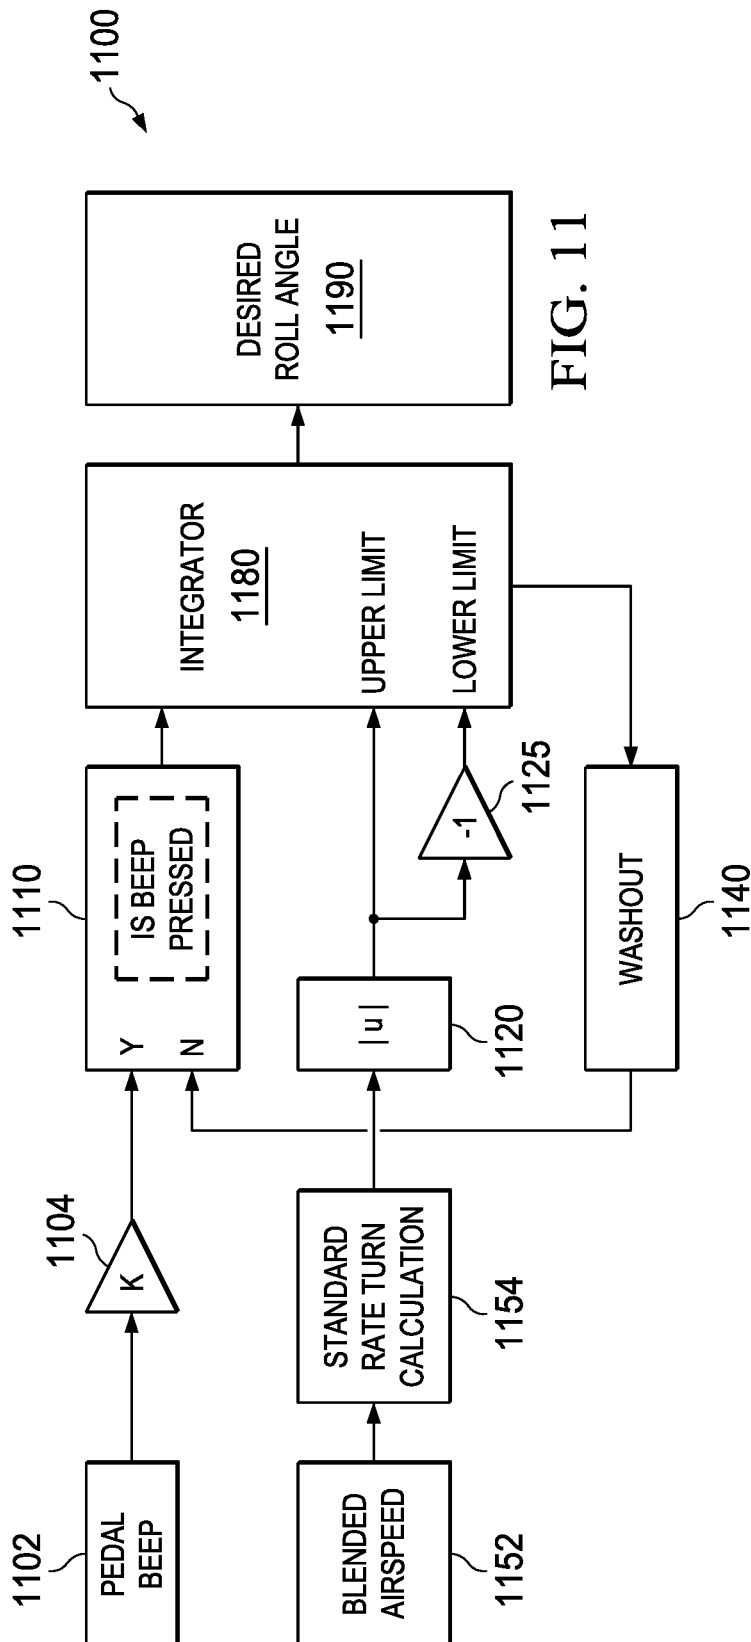 1100
1102
PEDAL
BEEP
1104
K
1110
Y
N
IS BEEP
PRESSED
INTEGRATOR
1180
UPPER LIMIT
LOWER LIMIT
DESIRED
ROLL ANGLE
1190
BLENDED
AIRSPEED
1152
STANDARD
RATE TURN
CALCULATION
1154
|u|
1120
-1
1125
WASHOUT
1140
FIG. 11